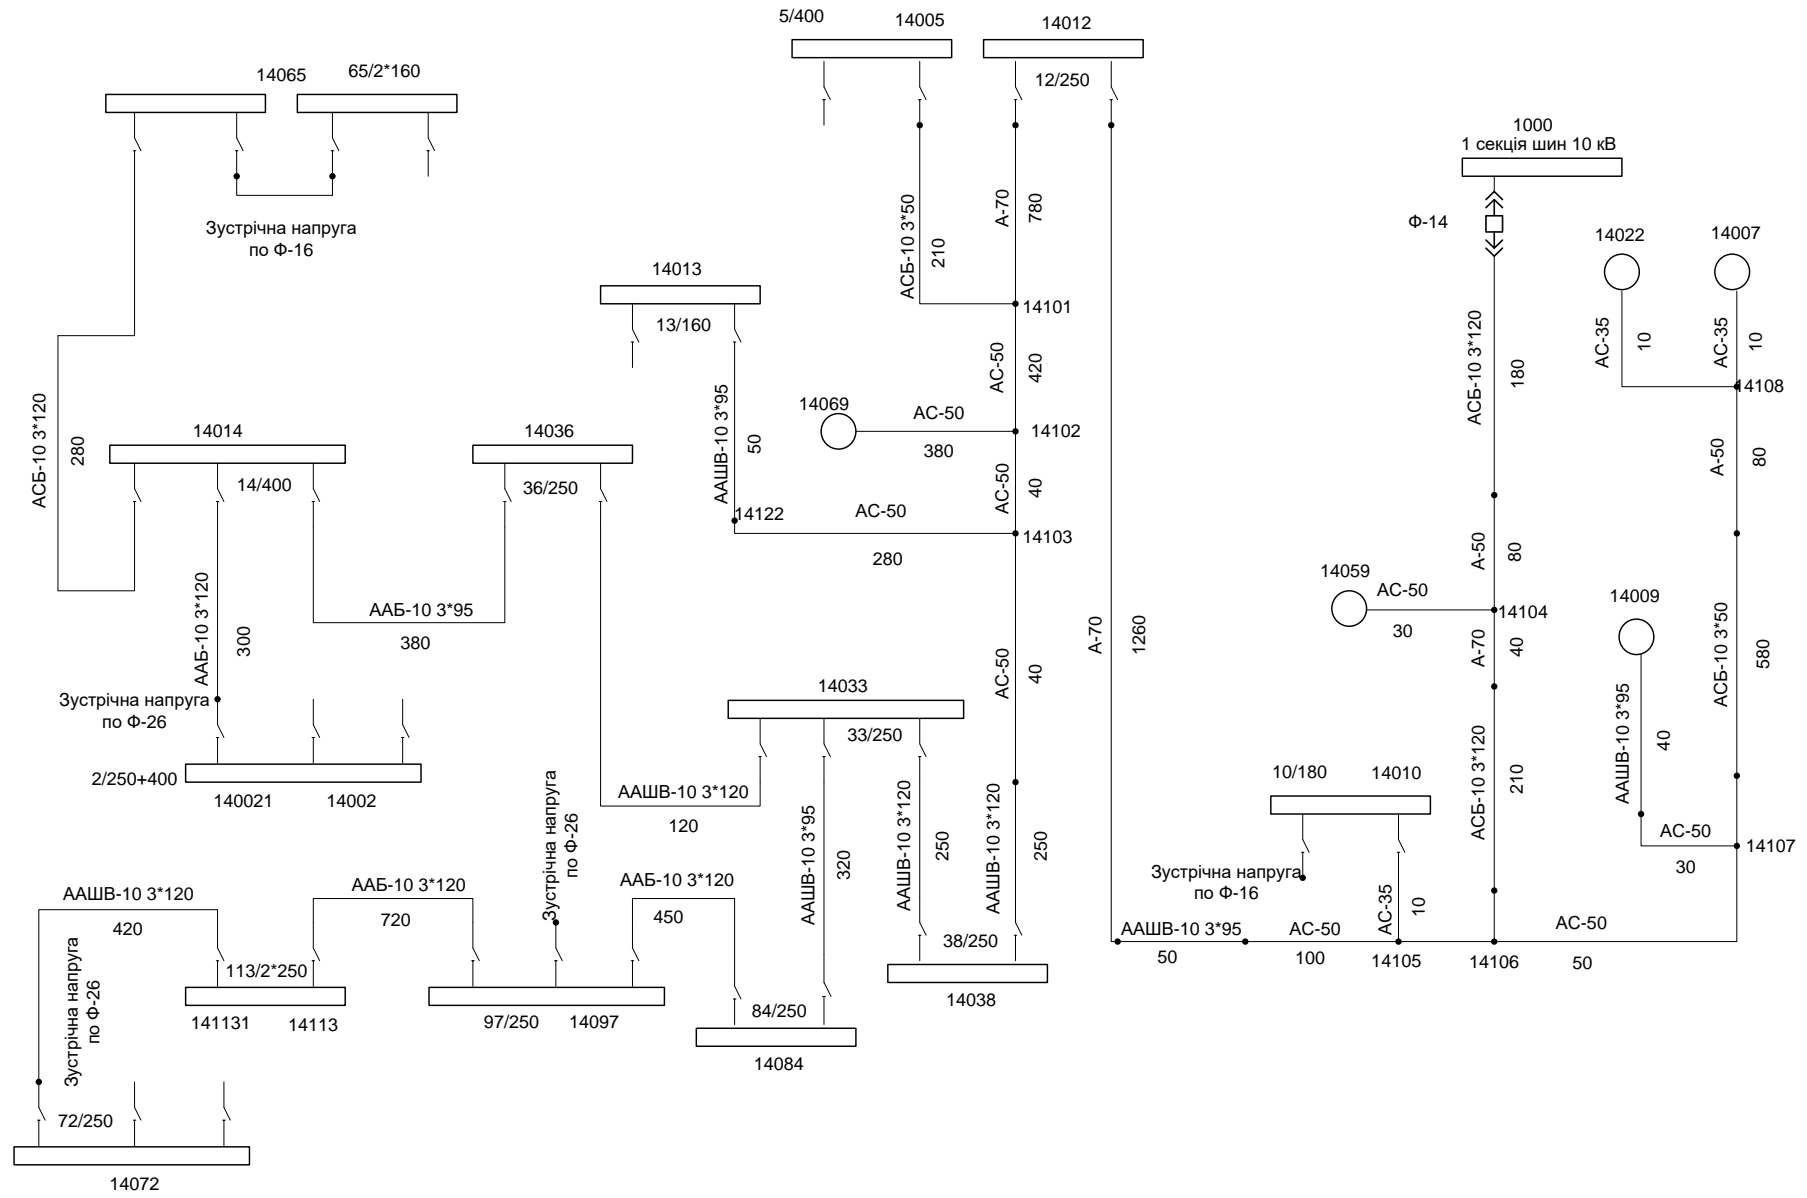 5/400
14005
14012
12/250
14065
65/2*160
Зустрічна напруга
по Ф-16
1000
1 секція шин 10 кВ
Ф-14
14022
14007
АС-35
10
АС-35
10
14108
АСБ-10 3*120
180
А-50
80
АСБ-10 3*50
210
А-70
780
14101
14013
13/160
АС-50
420
14069
АС-50
380
14102
ААШВ-10 3*95
50
АС-50
40
14122
АС-50
280
14103
АСБ-10 3*120
280
14014
14/400
14036
36/250
ААБ-10 3*120
300
ААБ-10 3*95
380
Зустрічна напруга
по Ф-26
2/250+400
140021
14002
А-50
80
14059
АС-50
30
14104
А-70
40
14009
АСБ-10 3*50
580
А-70
1260
АС-50
40
14033
33/250
ААШВ-10 3*120
120
ААШВ-10 3*95
320
ААШВ-10 3*120
250
ААШВ-10 3*120
250
АСБ-10 3*120
210
ААШВ-10 3*95
40
АС-50
30
14107
10/180
14010
Зустрічна напруга
по Ф-16
АС-35
10
ААШВ-10 3*95
50
АС-50
100
14105
14106
АС-50
50
38/250
14038
Зустрічна напруга
по Ф-26
ААБ-10 3*120
450
ААБ-10 3*120
720
ААШВ-10 3*120
420
Зустрічна напруга
по Ф-26
113/2*250
141131
14113
97/250
14097
84/250
14084
72/250
14072